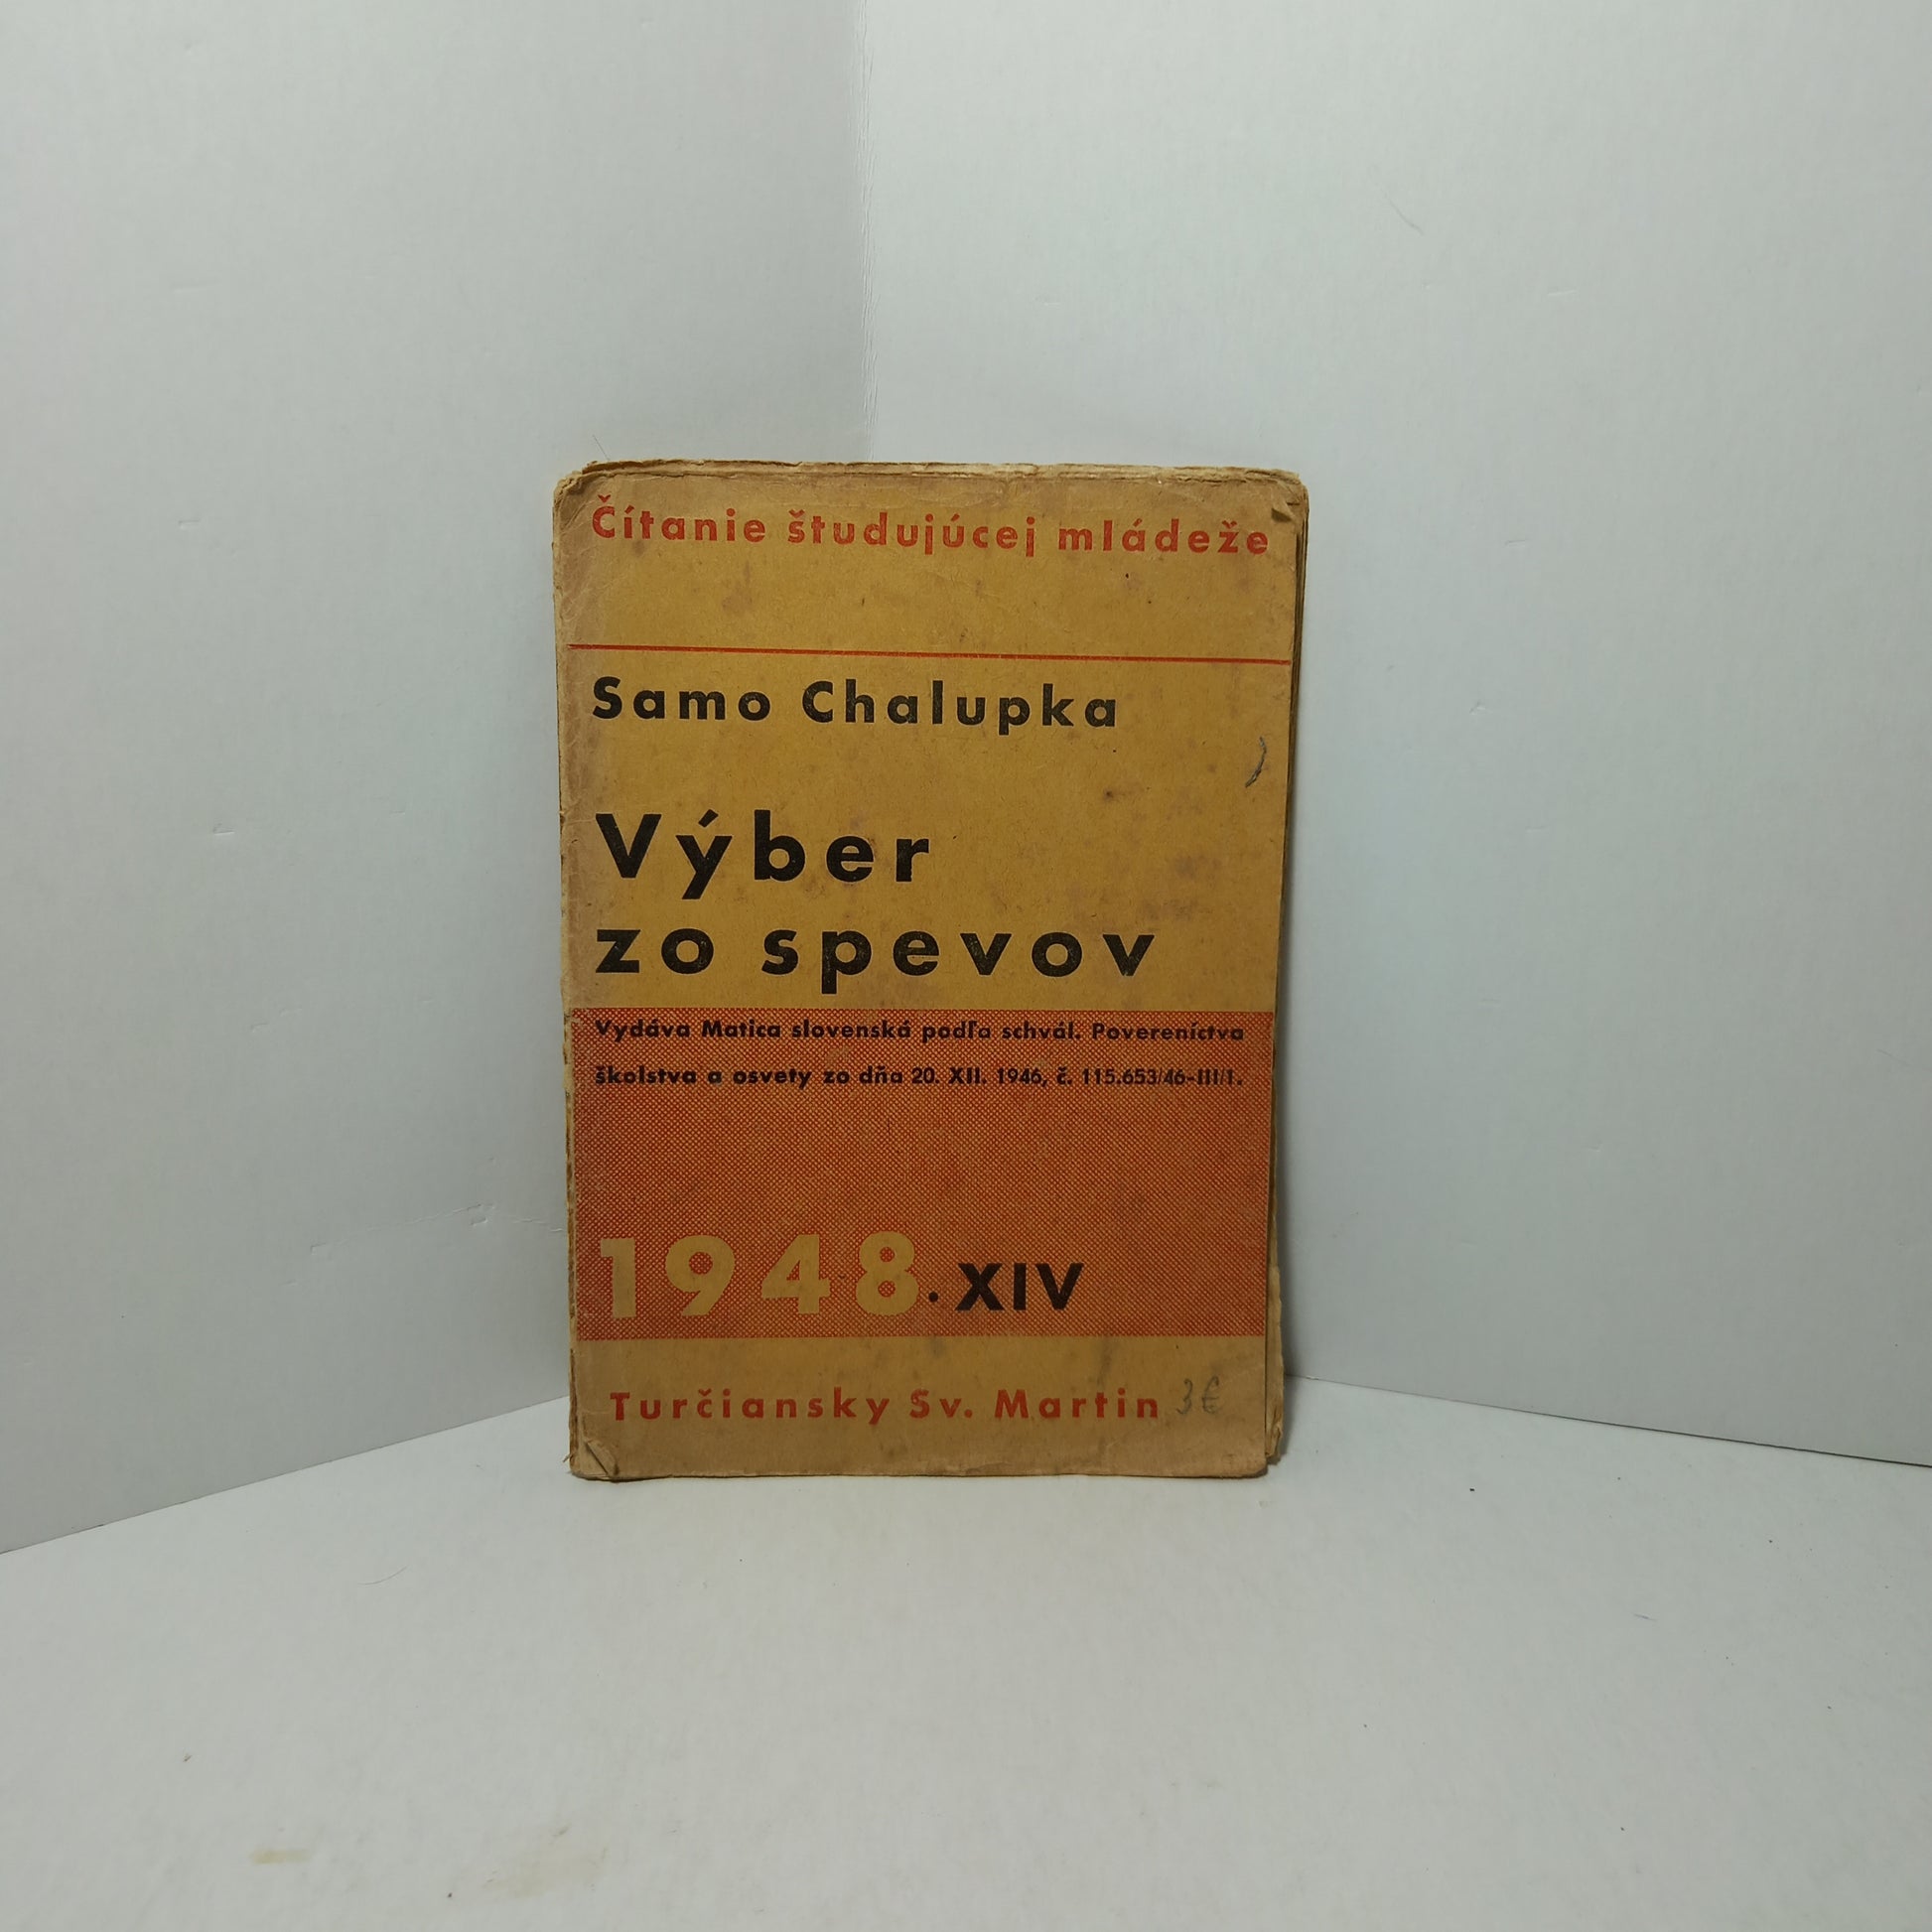 Čítanie študujúcej mládeže
Samo Chalupka
Výber
zo spevov
Vydáva Matica slovenská podľa schvál. Povereníctva
školstva a osvety zo dňa 20. XII. 1946, č. 115.653/46-III/1.
1948. XIV
Turčiansky Sv. Martin 3€